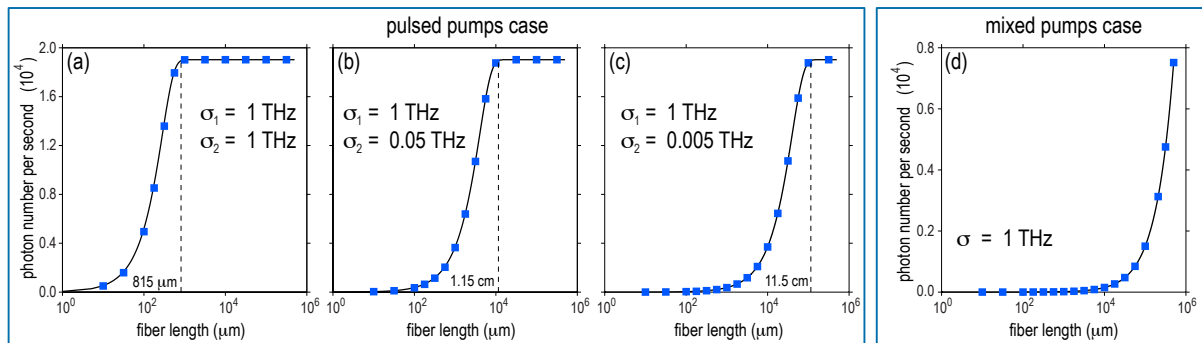 pulsed pumps case
mixed pumps case
photon number per second (10⁴)
2.0
1.6
1.2
0.8
0.4
0.0
(a)
σ₁ = 1 THz
σ₂ = 1 THz
815 μm
10⁰ 10² 10⁴ 10⁶
fiber length (μm)
(b)
σ₁ = 1 THz
σ₂ = 0.05 THz
1.15 cm
10⁰ 10² 10⁴ 10⁶
fiber length (μm)
(c)
σ₁ = 1 THz
σ₂ = 0.005 THz
11.5 cm
10⁰ 10² 10⁴ 10⁶
fiber length (μm)
photon number per second (10⁴)
0.8
0.6
0.4
0.2
0.0
(d)
σ = 1 THz
10⁰ 10² 10⁴ 10⁶
fiber length (μm)